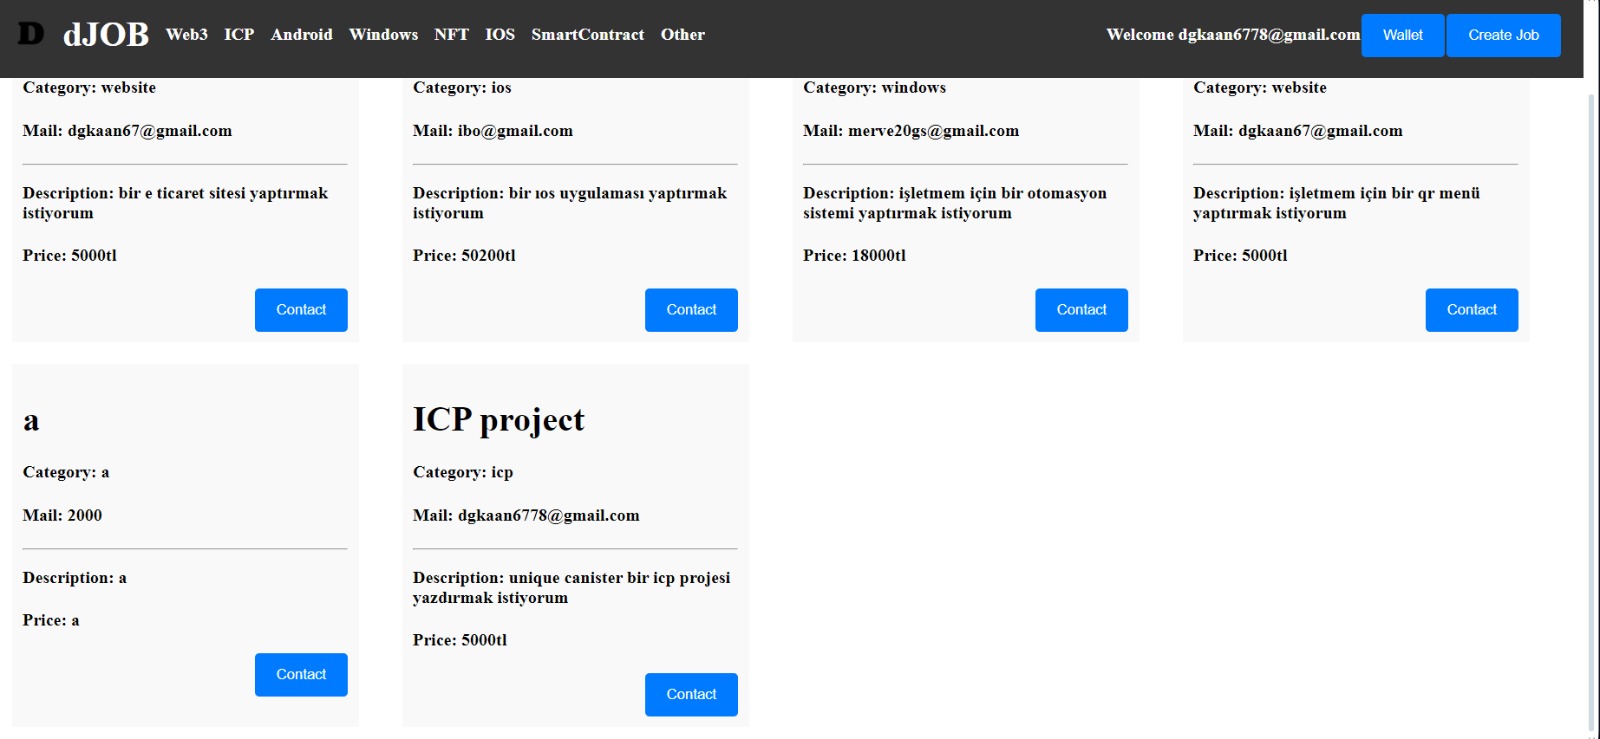 D dJOB Web3 ICP Android Windows NFT IOS SmartContract Other Welcome dgkaan6778@gmail.com Wallet Create Job
Category: website
Mail: dgkaan67@gmail.com
Description: bir e ticaret sitesi yaptırmak
istiyorum
Price: 5000tl
Contact
Category: ios
Mail: ibo@gmail.com
Description: bir ıos uygulaması yaptırmak
istiyorum
Price: 50200tl
Contact
Category: windows
Mail: merve20gs@gmail.com
Description: işletmem için bir otomasyon
sistemi yaptırmak istiyorum
Price: 18000tl
Contact
Category: website
Mail: dgkaan67@gmail.com
Description: işletmem için bir qr menü
yaptırmak istiyorum
Price: 5000tl
Contact
a
Category: a
Mail: 2000
Description: a
Price: a
Contact
ICP project
Category: icp
Mail: dgkaan6778@gmail.com
Description: unique canister bir icp projesi
yazdırmak istiyorum
Price: 5000tl
Contact